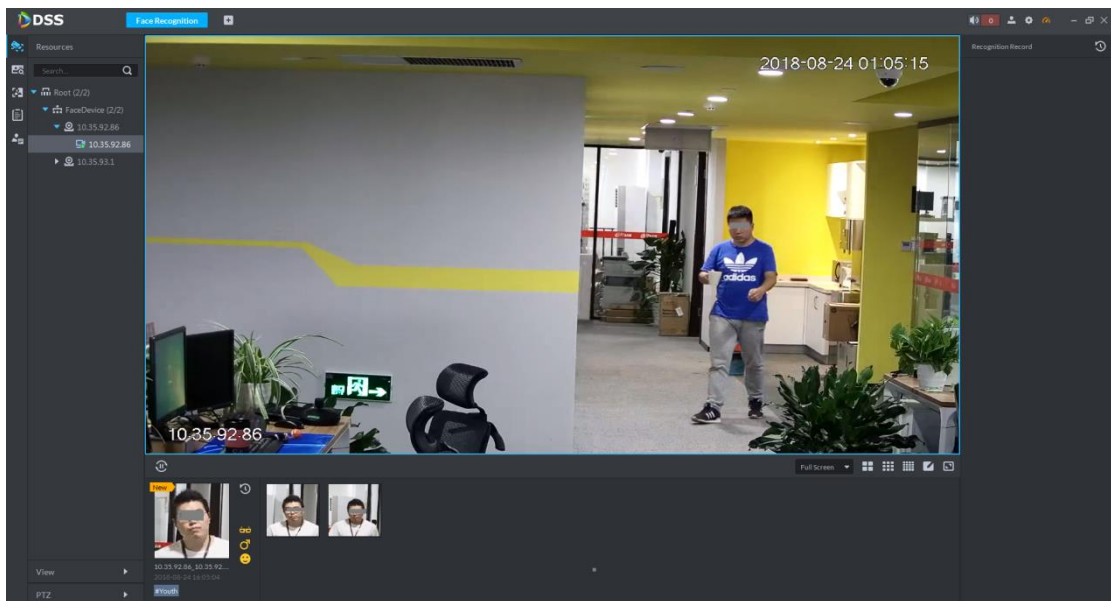 DSS
Face Recognition
0
Resources
Search...
Root (2/2)
FaceDevice (2/2)
10.35.92.86
10.35.92.86
10.35.93.1
View
PTZ
2018-08-24 01:05:15
adidas
10.35.92.86
Full Screen
New
10.35.92.86_10.35.92....
2018-08-24 16:05:04
#Youth
Recognition Record